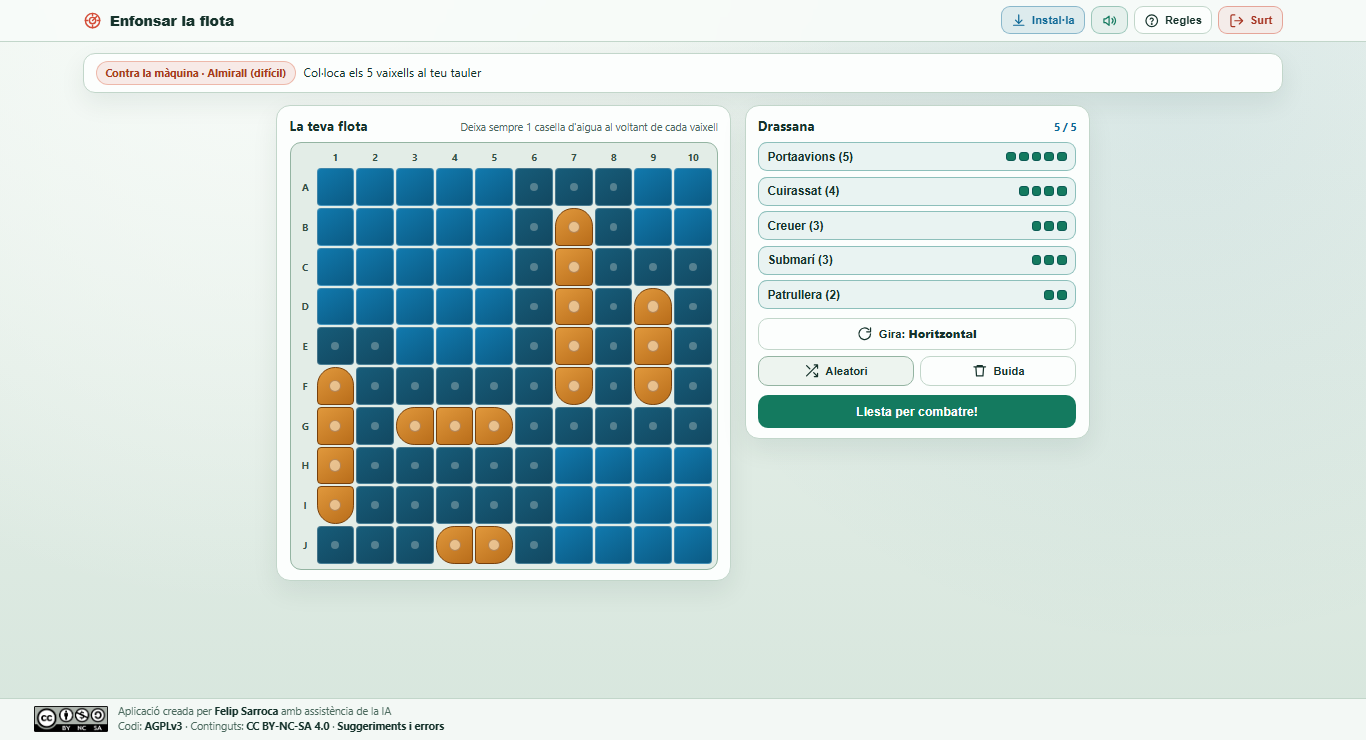 Enfonsar la flota
Instal·la
Regles
Surt
Contra la màquina · Almirall (difícil)
Col·loca els 5 vaixells al teu tauler
La teva flota
Deixa sempre 1 casella d'aigua al voltant de cada vaixell
1 2 3 4 5 6 7 8 9 10
A
B
C
D
E
F
G
H
I
J
Drassana
5 / 5
Portaavions (5)
Cuirassat (4)
Creuer (3)
Submarí (3)
Patrullera (2)
Gira: Horitzontal
Aleatori
Buida
Llesta per combatre!
cc BY NC SA
Aplicació creada per Felip Sarroca amb assistència de la IA
Codi: AGPLv3 · Continguts: CC BY-NC-SA 4.0 · Suggeriments i errors